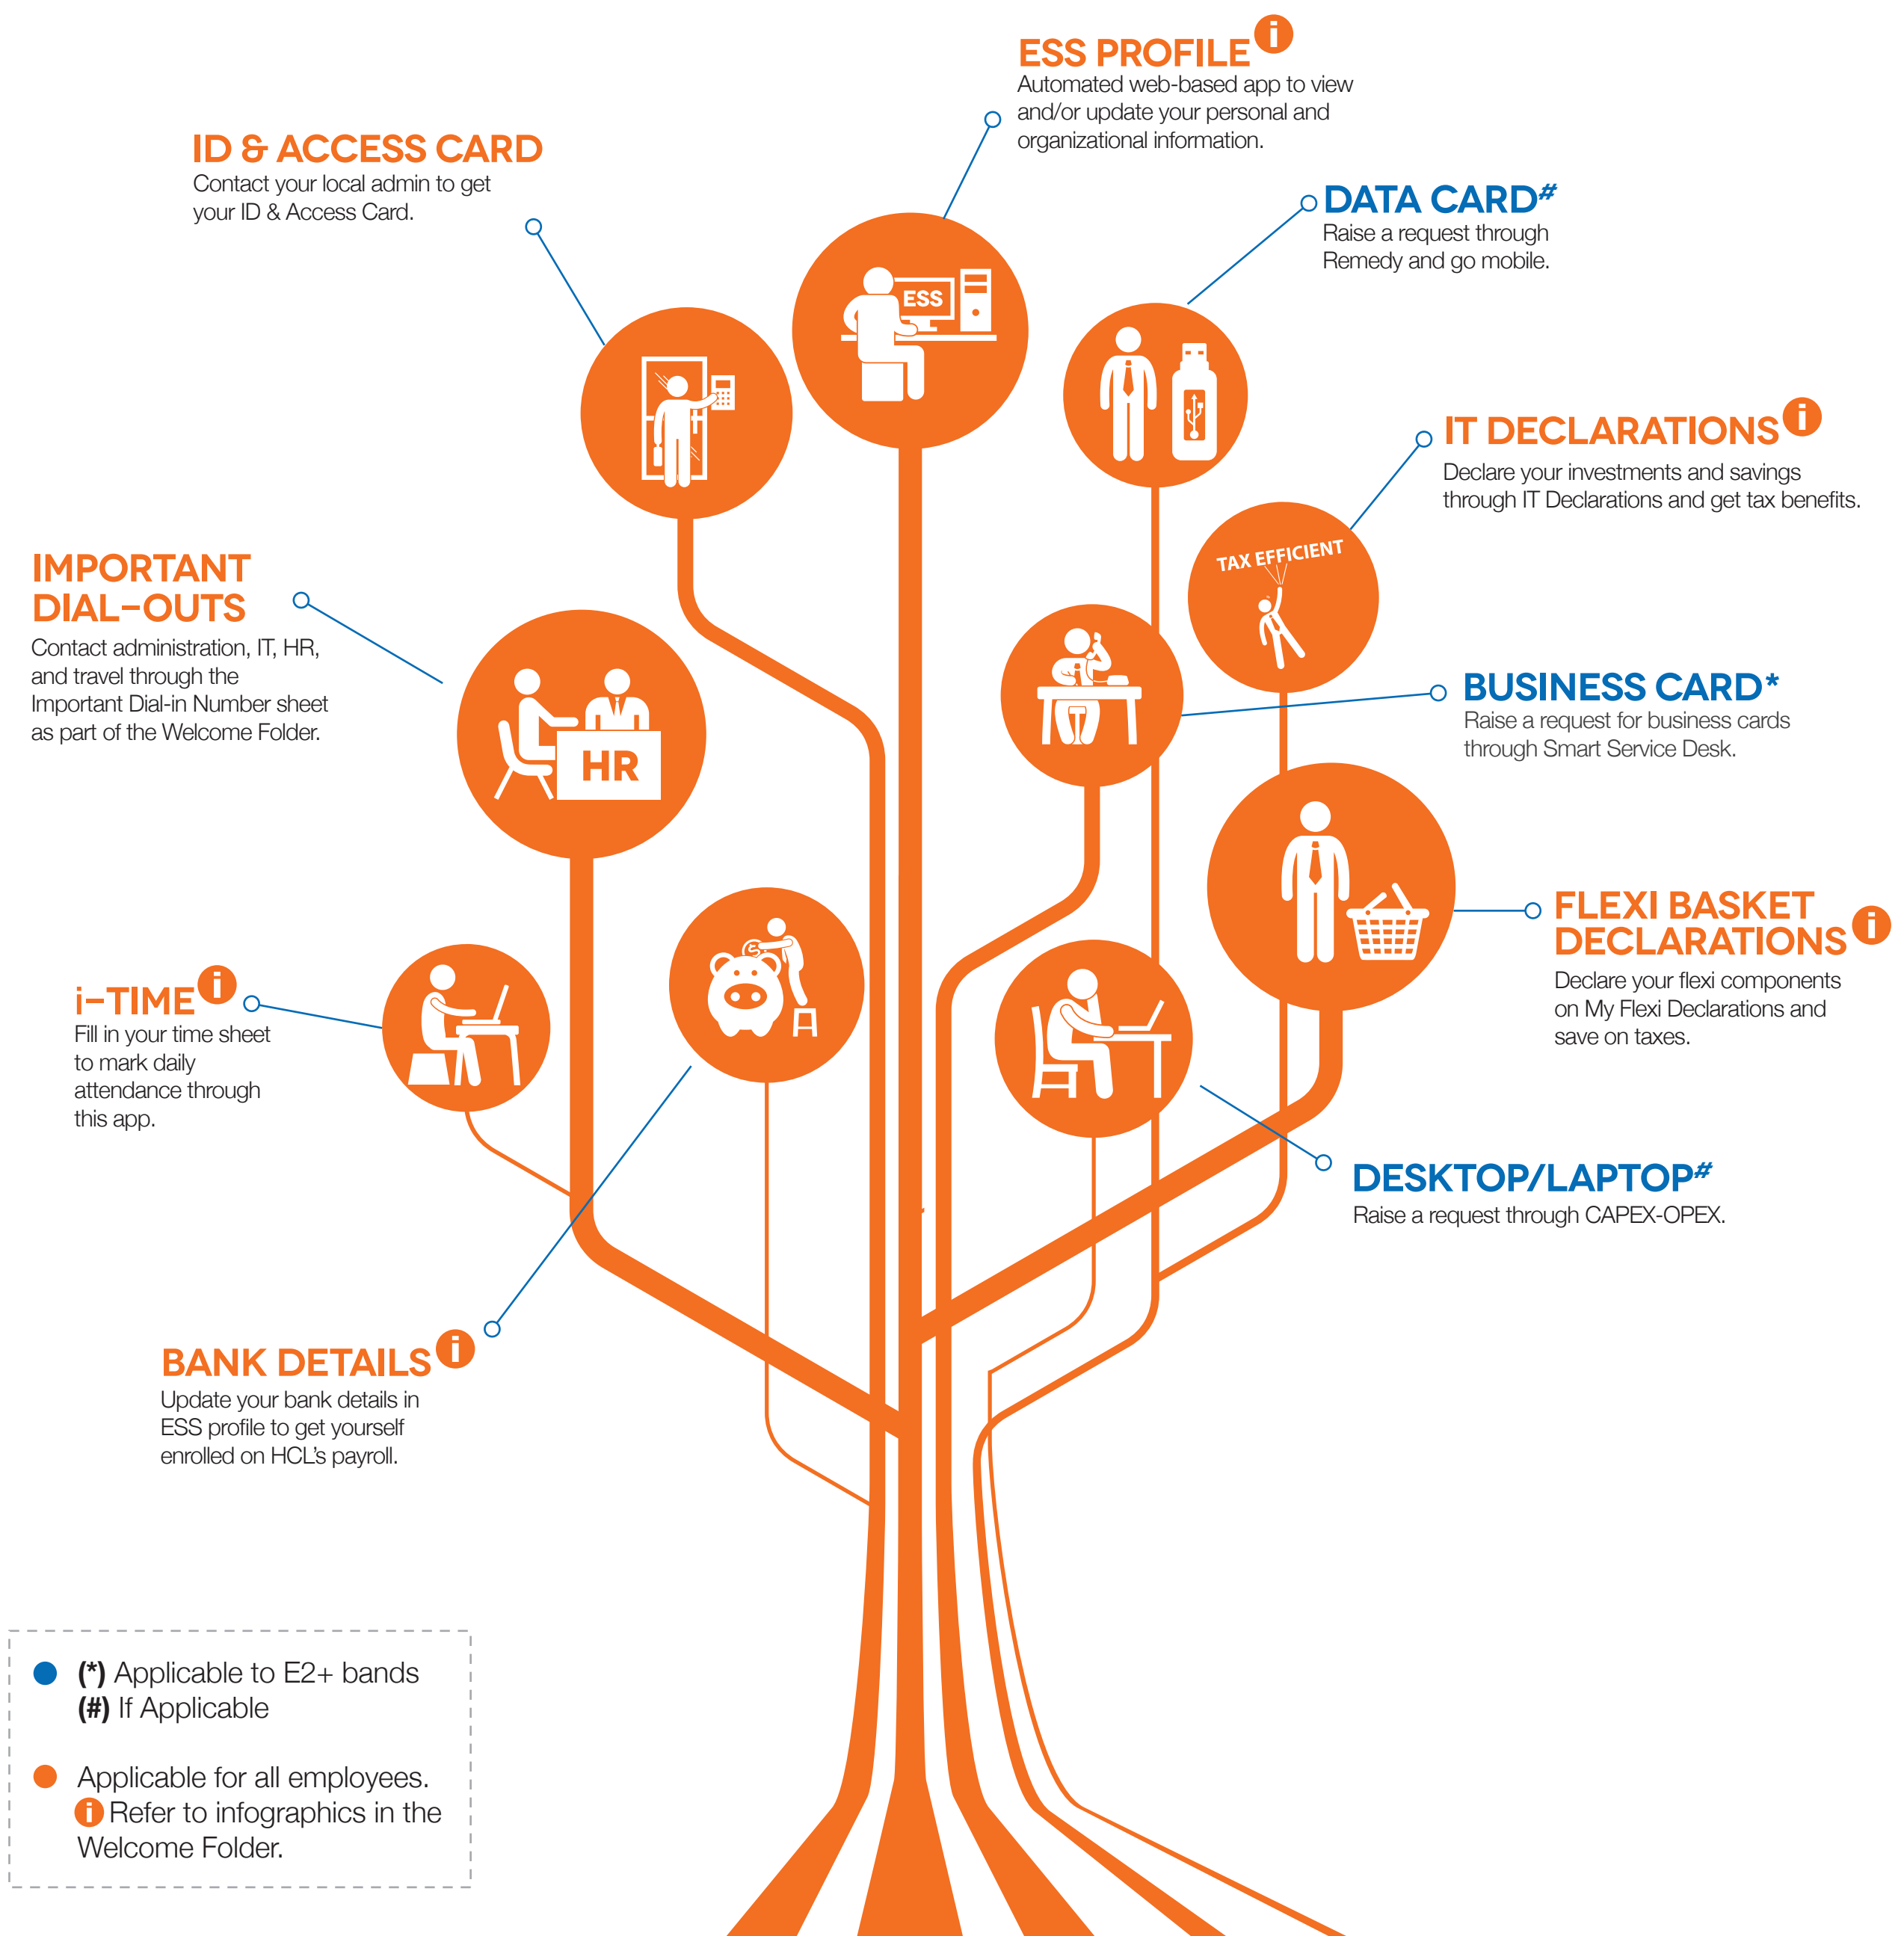 ESS PROFILE i
Automated web-based app to view
and/or update your personal and
organizational information.
ID & ACCESS CARD
Contact your local admin to get
your ID & Access Card.
DATA CARD#
Raise a request through
Remedy and go mobile.
ESS
IT DECLARATIONS i
Declare your investments and savings
through IT Declarations and get tax benefits.
TAX EFFICIENT
IMPORTANT
DIAL-OUTS
Contact administration, IT, HR,
and travel through the
Important Dial-in Number sheet
as part of the Welcome Folder.
HR
BUSINESS CARD*
Raise a request for business cards
through Smart Service Desk.
FLEXI BASKET
DECLARATIONS i
Declare your flexi components
on My Flexi Declarations and
save on taxes.
i-TIME i
Fill in your time sheet
to mark daily
attendance through
this app.
DESKTOP/LAPTOP#
Raise a request through CAPEX-OPEX.
BANK DETAILS i
Update your bank details in
ESS profile to get yourself
enrolled on HCL's payroll.
(*) Applicable to E2+ bands
(#) If Applicable
Applicable for all employees.
i Refer to infographics in the
Welcome Folder.